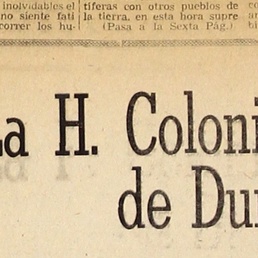 inolvidables el
no siente fati
correr los hu-
tíferas con otros pueblos de
la tierra, en esta hora supre
(Pasa a la Sexta Pág.)
La H. Coloni
de Du